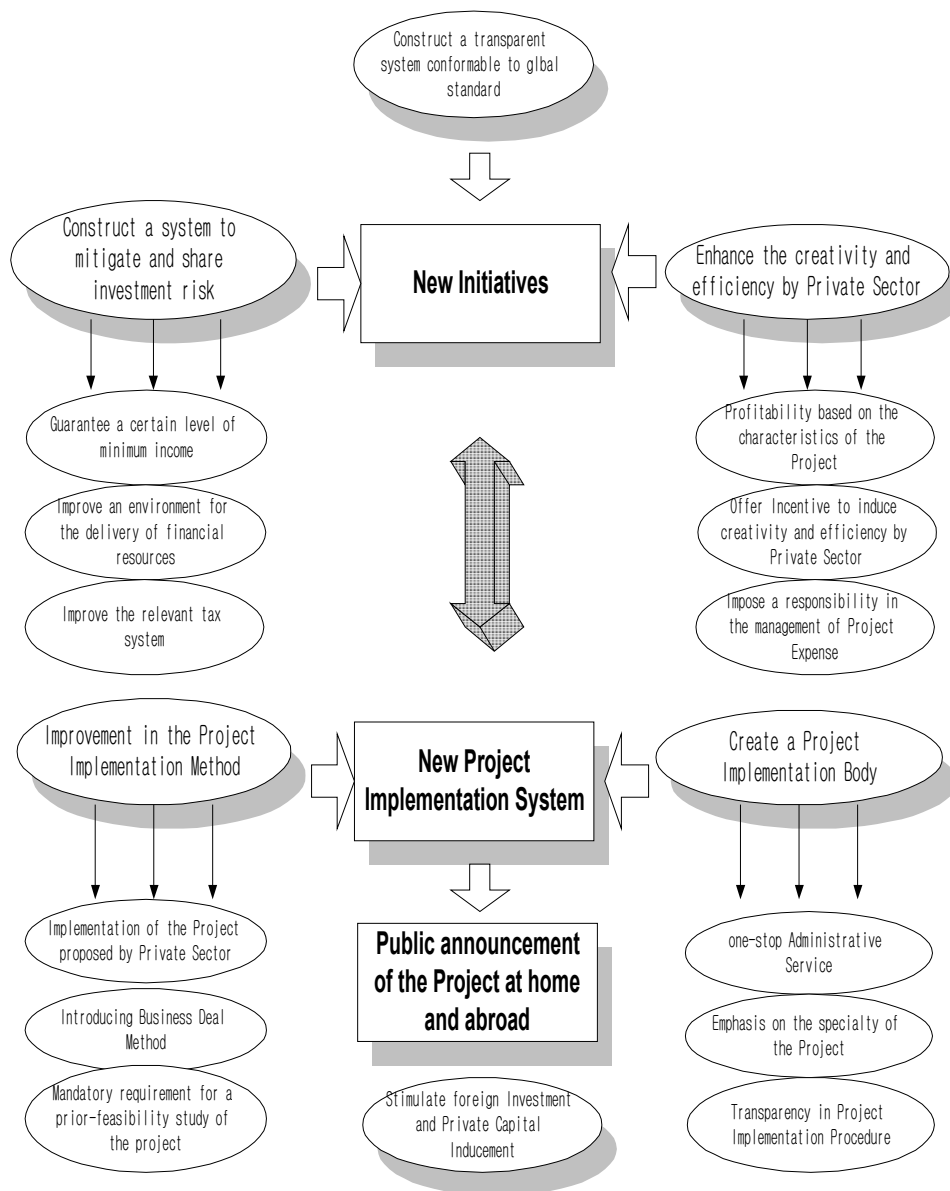 Construct a transparent
system conformable to glbal
standard
Construct a system to
mitigate and share
investment risk
New Initiatives
Enhance the creativity and
efficiency by Private Sector
Guarantee a certain level of
minimum income
Improve an environment for
the delivery of financial
resources
Improve the relevant tax
system
Profitability based on the
characteristics of the
Project
Offer Incentive to induce
creativity and efficiency by
Private Sector
Impose a responsibility in
the management of Project
Expense
Improvement in the Project
Implementation Method
New Project
Implementation System
Create a Project
Implementation Body
Implementation of the Project
proposed by Private Sector
Introducing Business Deal
Method
Mandatory requirement for a
prior-feasibility study of
the project
Public announcement
of the Project at home
and abroad
Stimulate foreign Investment
and Private Capital
Inducement
one-stop Administrative
Service
Emphasis on the specialty of
the Project
Transparency in Project
Implementation Procedure